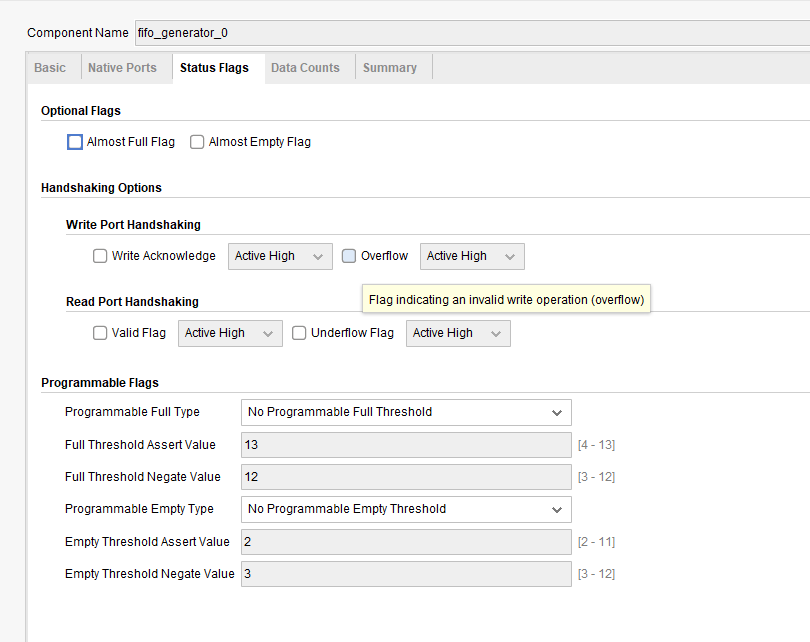 Component Name fifo_generator_0
Basic Native Ports Status Flags Data Counts Summary
Optional Flags
Almost Full Flag Almost Empty Flag
Handshaking Options
Write Port Handshaking
Write Acknowledge Active High Overflow Active High
Flag indicating an invalid write operation (overflow)
Read Port Handshaking
Valid Flag Active High Underflow Flag Active High
Programmable Flags
Programmable Full Type No Programmable Full Threshold
Full Threshold Assert Value 13 [4 - 13]
Full Threshold Negate Value 12 [3 - 12]
Programmable Empty Type No Programmable Empty Threshold
Empty Threshold Assert Value 2 [2 - 11]
Empty Threshold Negate Value 3 [3 - 12]